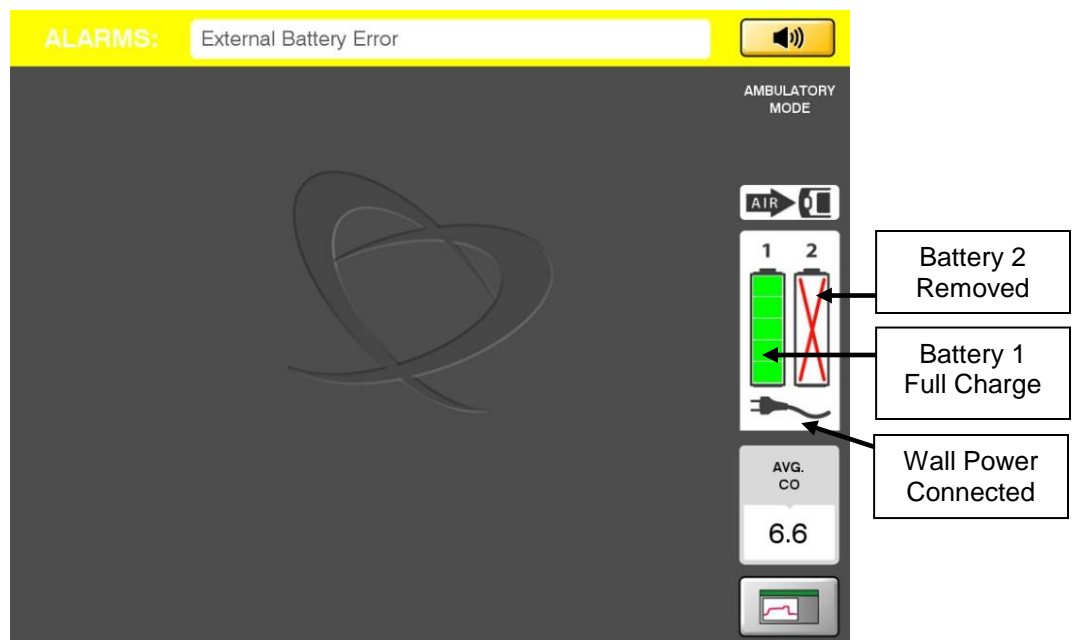 ALARMS: External Battery Error
AMBULATORY
MODE
AIR
1 2
Battery 2
Removed
Battery 1
Full Charge
Wall Power
Connected
AVG.
CO
6.6